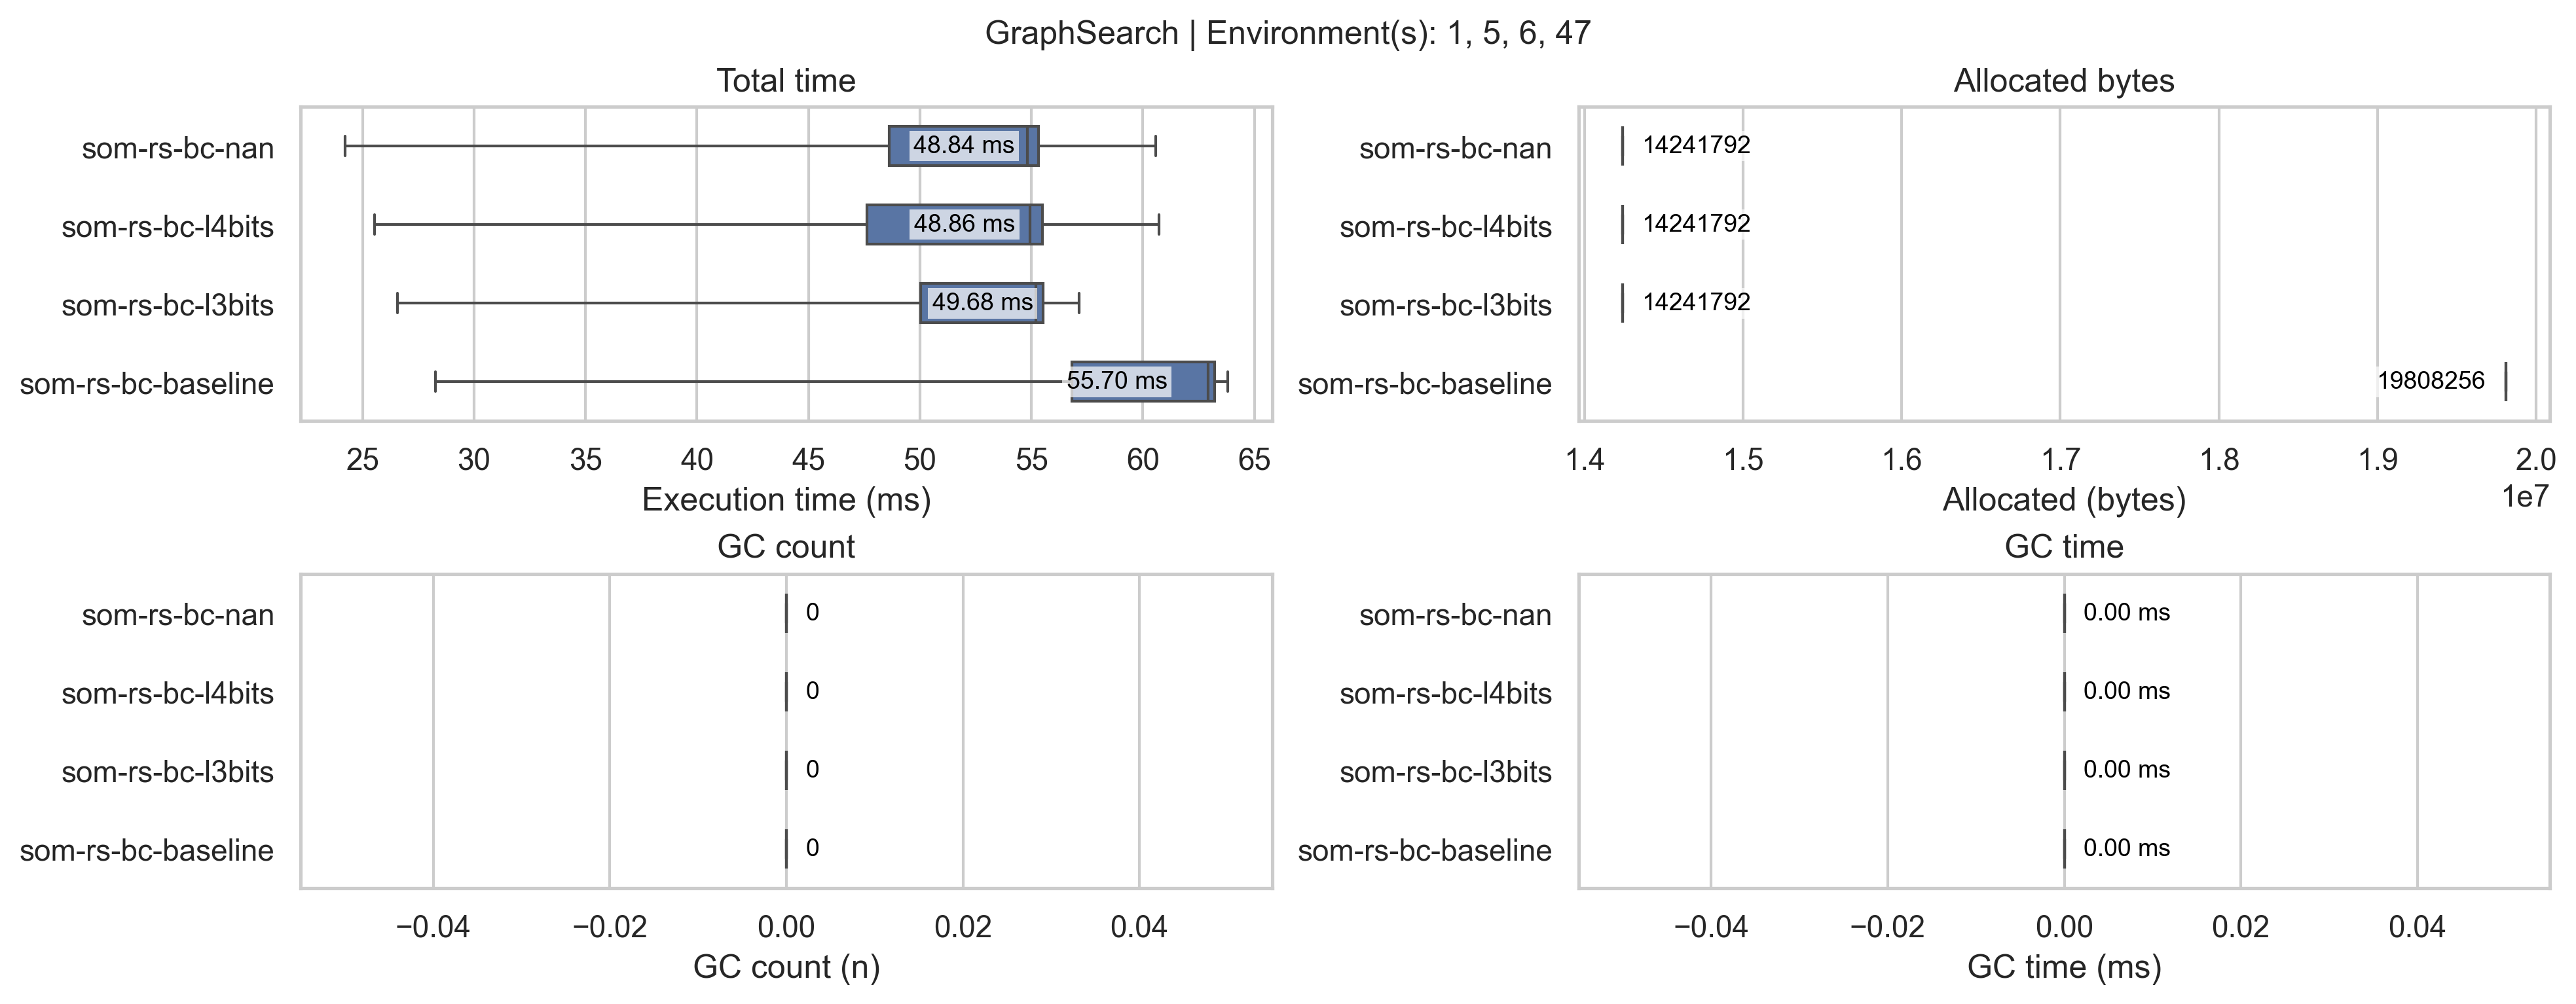 GraphSearch | Environment(s): 1, 5, 6, 47
Total time
som-rs-bc-nan
48.84 ms
som-rs-bc-l4bits
48.86 ms
som-rs-bc-l3bits
49.68 ms
som-rs-bc-baseline
55.70 ms
25 30 35 40 45 50 55 60 65
Execution time (ms)
Allocated bytes
som-rs-bc-nan
14241792
som-rs-bc-l4bits
14241792
som-rs-bc-l3bits
14241792
som-rs-bc-baseline
19808256
1.4 1.5 1.6 1.7 1.8 1.9 2.0
1e7
Allocated (bytes)
GC count
som-rs-bc-nan
0
som-rs-bc-l4bits
0
som-rs-bc-l3bits
0
som-rs-bc-baseline
0
−0.04 −0.02 0.00 0.02 0.04
GC count (n)
GC time
som-rs-bc-nan
0.00 ms
som-rs-bc-l4bits
0.00 ms
som-rs-bc-l3bits
0.00 ms
som-rs-bc-baseline
0.00 ms
−0.04 −0.02 0.00 0.02 0.04
GC time (ms)